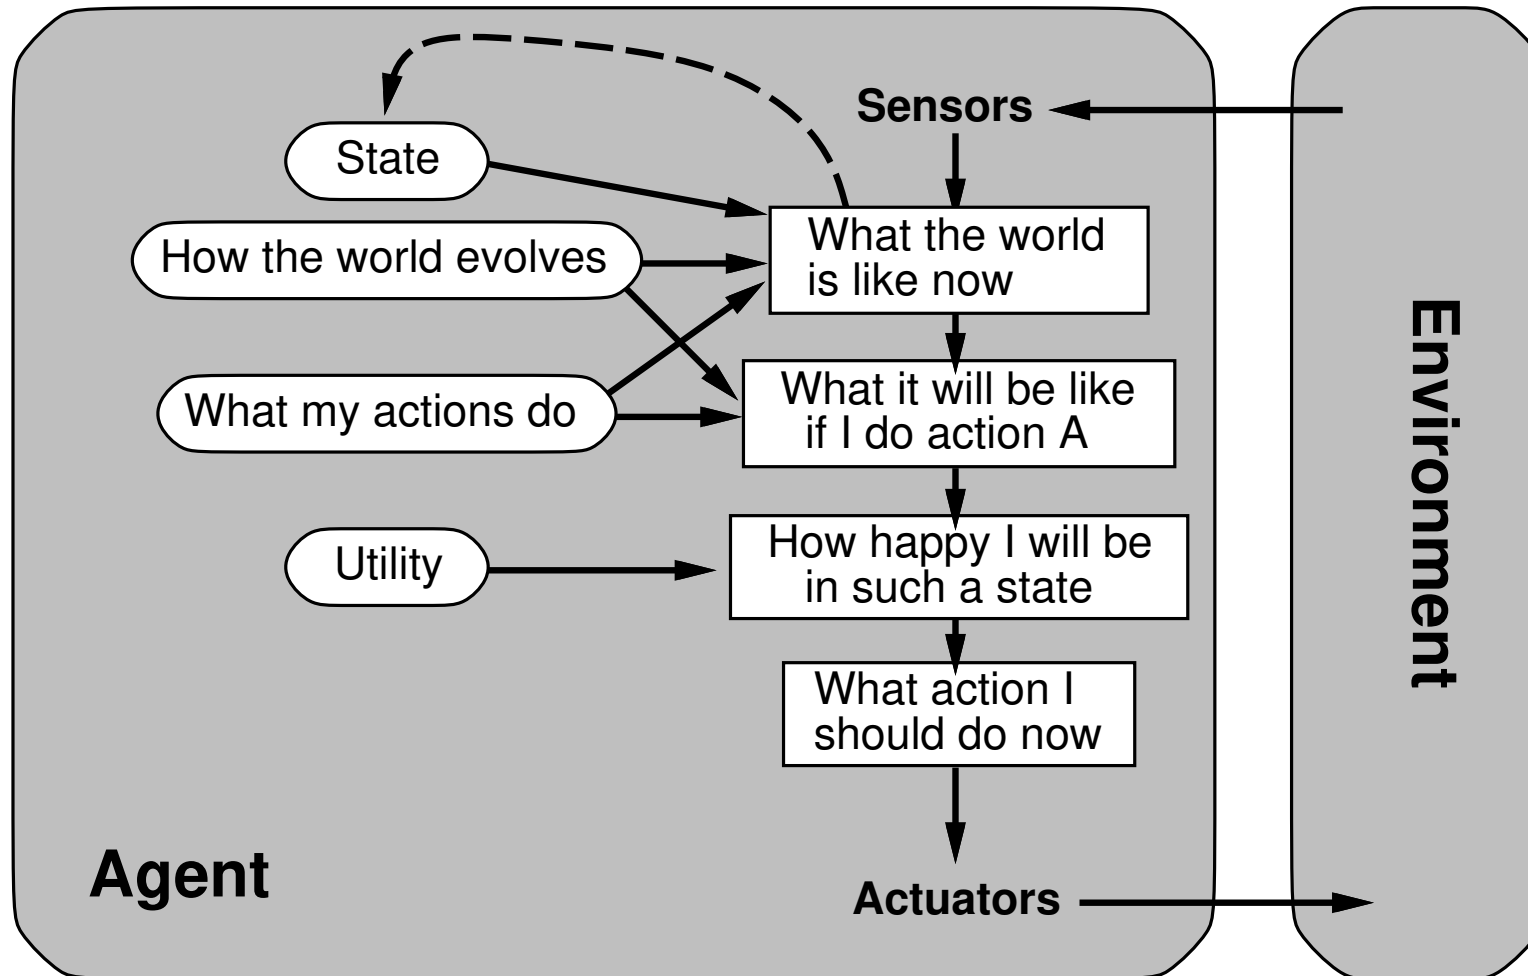 Sensors
State
What the world
is like now
How the world evolves
What it will be like
if I do action A
What my actions do
How happy I will be
in such a state
Utility
What action I
should do now
Agent
Actuators
Environment